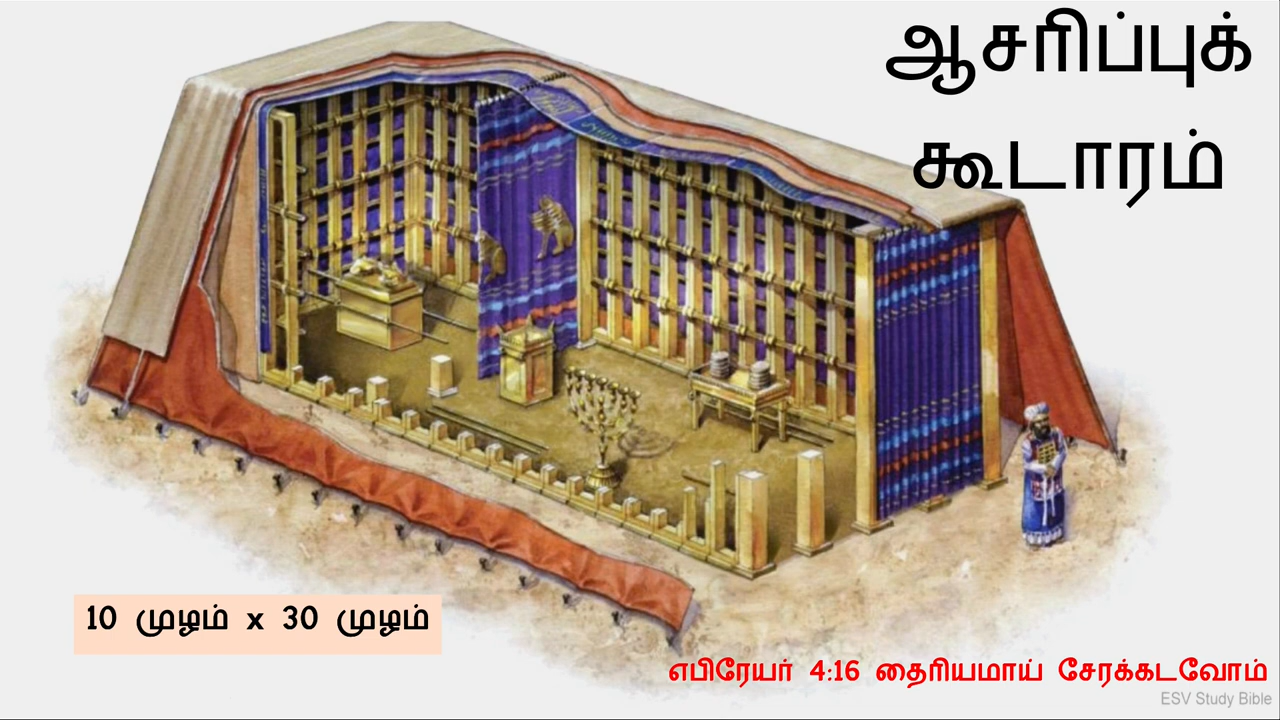 ஆசரிப்புக்
கூடாரம்
10 முழம் x 30 முழம்
எபிரேயர் 4:16 தைரியமாய் சேரக்கடவோம்
ESV Study Bible